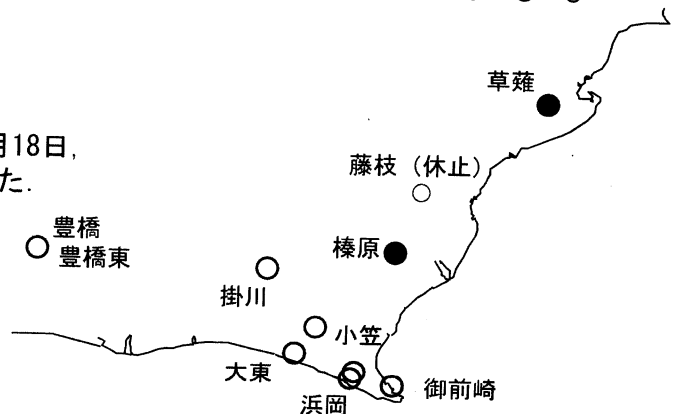 草薙
月18日,
た.
藤枝（休止）
豊橋
豊橋東
榛原
掛川
小笠
大東
御前崎
浜岡